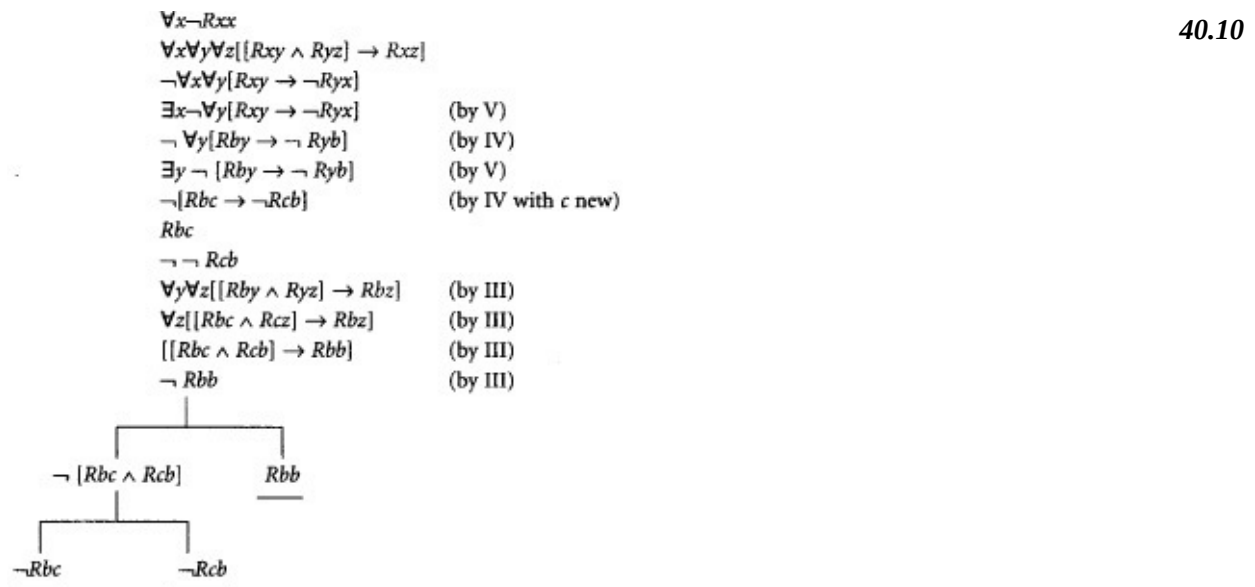 ∀x¬Rxx
40.10
∀x∀y∀z[[Rxy ∧ Ryz] → Rxz]
¬∀x∀y[Rxy → ¬Ryx]
∃x¬∀y[Rxy → ¬Ryx] (by V)
¬ ∀y[Rby → ¬ Ryb] (by IV)
∃y ¬ [Rby → ¬ Ryb] (by V)
¬[Rbc → ¬Rcb] (by IV with c new)
Rbc
¬ ¬ Rcb
∀y∀z[[Rby ∧ Ryz] → Rbz] (by III)
∀z[[Rbc ∧ Rcz] → Rbz] (by III)
[[Rbc ∧ Rcb] → Rbb] (by III)
¬ Rbb (by III)
¬ [Rbc ∧ Rcb] Rbb
¬Rbc ¬Rcb